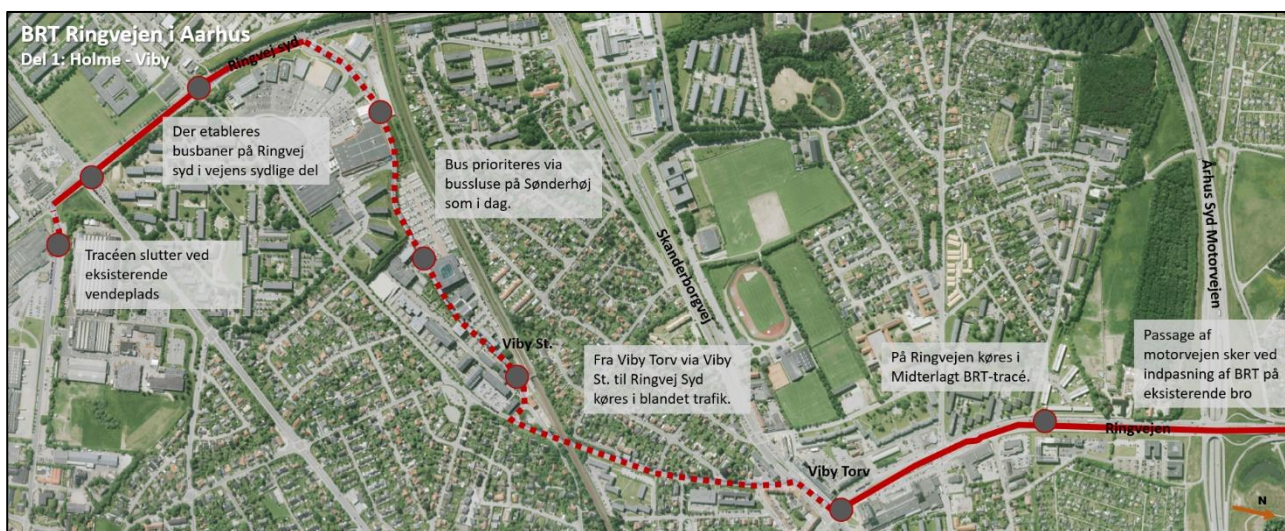 BRT Ringvejen i Aarhus
Del 1: Holme - Viby
Ringvej syd
Der etableres
busbaner på Ringvej
syd i vejens sydlige del
Bus prioriteres via
bussluse på Sønderhøj
som i dag.
Tracéen slutter ved
eksisterende
vendeplads
Skanderborgvej
Århus Syd Motorvejen
Viby St.
Fra Viby Torv via Viby
St. til Ringvej Syd
køres i blandet trafik.
På Ringvejen køres i
Midterlagt BRT-tracé.
Passage af
motorvejen sker ved
indpasning af BRT på
eksisterende bro
Ringvejen
Viby Torv
N